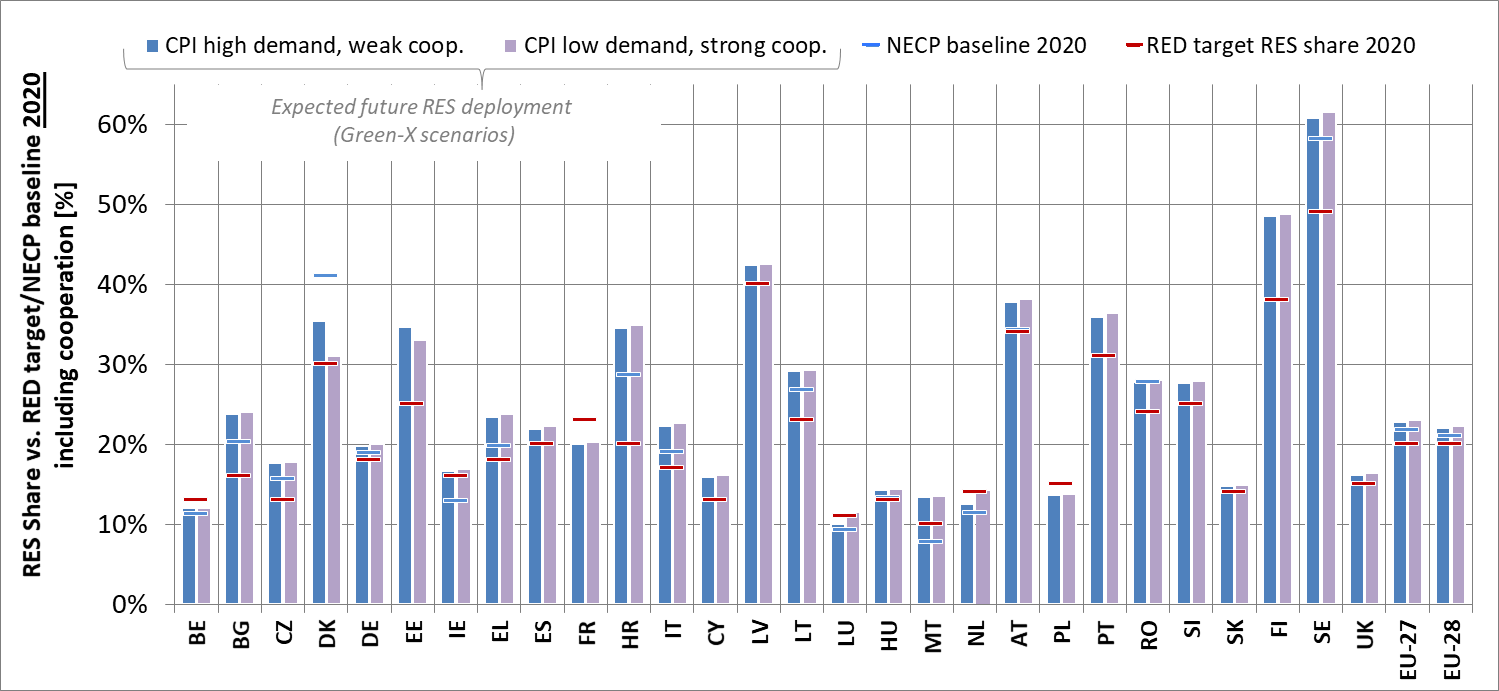 CPI high demand, weak coop. CPI low demand, strong coop. NECP baseline 2020 RED target RES share 2020
Expected future RES deployment
(Green-X scenarios)
RES Share vs. RED target/NECP baseline 2020
including cooperation [%]
60%
50%
40%
30%
20%
10%
0%
BE BG CZ DK DE EE IE EL ES FR HR IT CY LV LT LU HU MT NL AT PL PT RO SI SK FI SE UK EU-27 EU-28